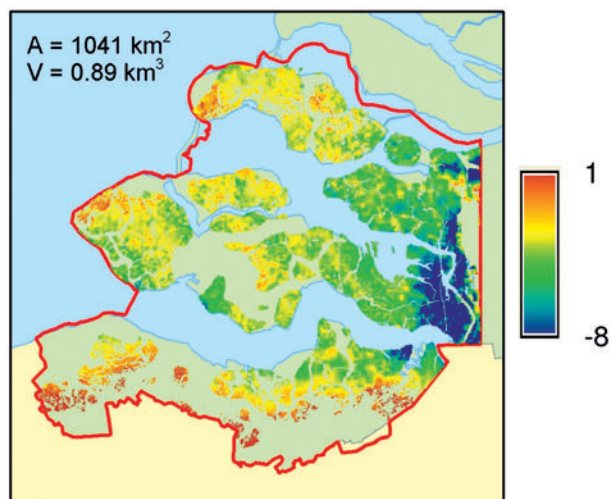 A = 1041 km²
V = 0.89 km³
1
-8